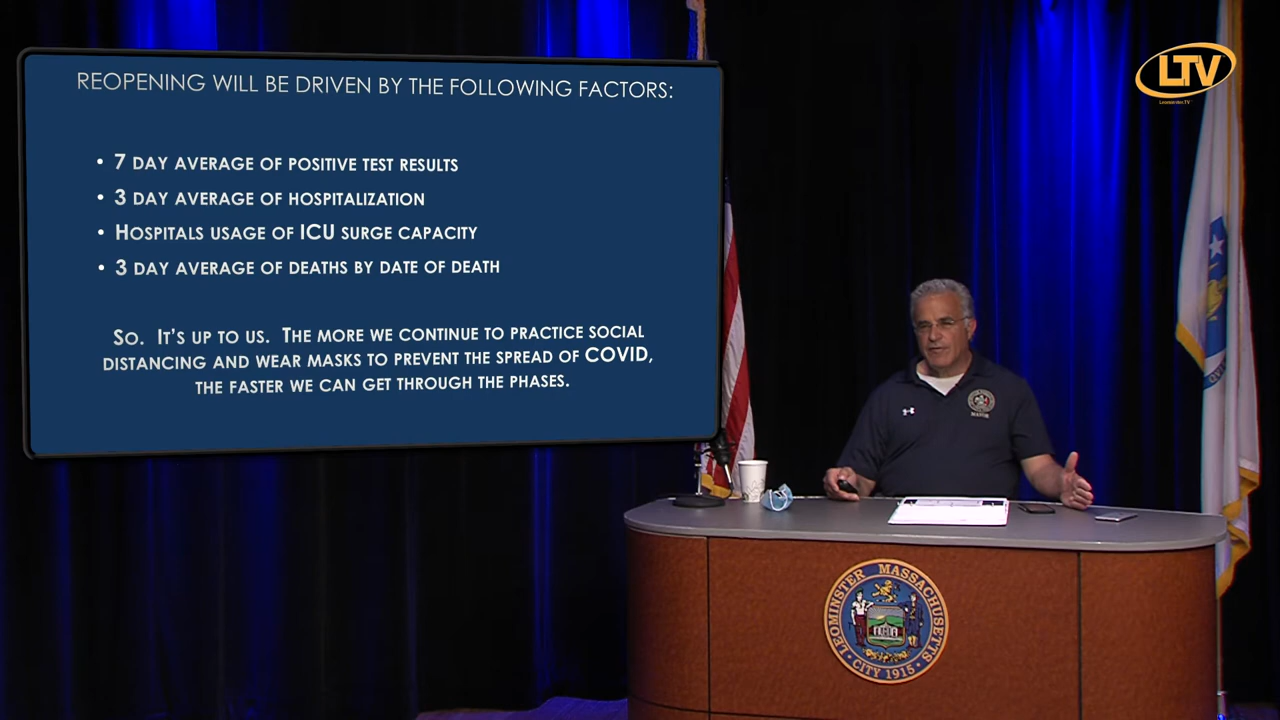 REOPENING WILL BE DRIVEN BY THE FOLLOWING FACTORS:
• 7 DAY AVERAGE OF POSITIVE TEST RESULTS
• 3 DAY AVERAGE OF HOSPITALIZATION
• HOSPITALS USAGE OF ICU SURGE CAPACITY
• 3 DAY AVERAGE OF DEATHS BY DATE OF DEATH
SO. IT'S UP TO US. THE MORE WE CONTINUE TO PRACTICE SOCIAL
DISTANCING AND WEAR MASKS TO PREVENT THE SPREAD OF COVID,
THE FASTER WE CAN GET THROUGH THE PHASES.
LTV
Leominster.TV
MAYOR
LEOMINSTER MASSACHUSETTS
CITY 1915